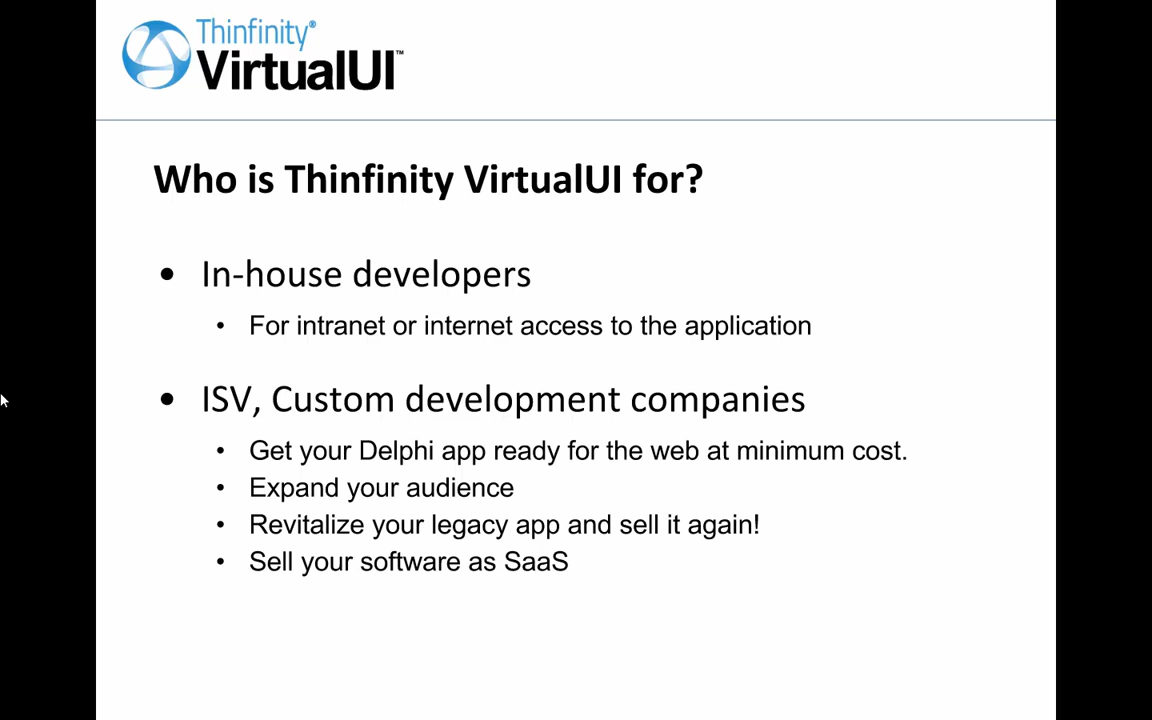 Thinfinity®
VirtualUI™
Who is Thinfinity VirtualUI for?
• In-house developers
• For intranet or internet access to the application
• ISV, Custom development companies
• Get your Delphi app ready for the web at minimum cost.
• Expand your audience
• Revitalize your legacy app and sell it again!
• Sell your software as SaaS